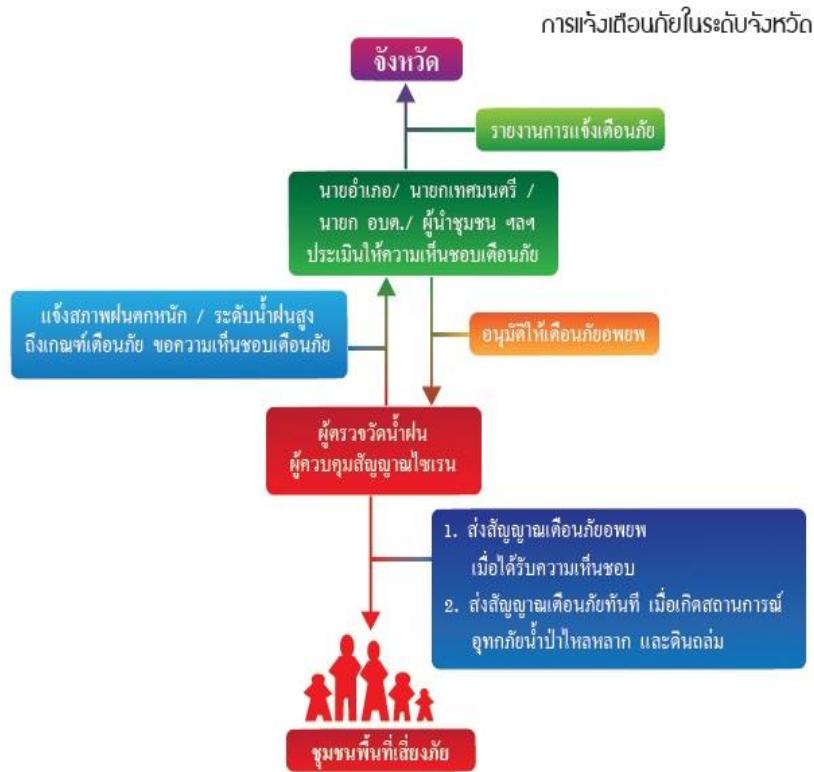 การแจ้งเตือนภัยในระดับจังหวัด
จังหวัด
รายงานการแจ้งเตือนภัย
นายอำเภอ/ นายกเทศมนตรี /
นายก อบต./ ผู้นำชุมชน ฯลฯ
ประเมินให้ความเห็นชอบเตือนภัย
แจ้งสภาพฝนตกหนัก / ระดับน้ำฝนสูง
ถึงเกณฑ์เตือนภัย ขอความเห็นชอบเตือนภัย
อนุมัติให้เตือนภัยอพยพ
ผู้ตรวจวัดน้ำฝน
ผู้ควบคุมสัญญาณไซเรน
1. ส่งสัญญาณเตือนภัยอพยพ
เมื่อได้รับความเห็นชอบ
2. ส่งสัญญาณเตือนภัยทันที เมื่อเกิดสถานการณ์
อุทกภัยน้ำป่าไหลหลาก และดินถล่ม
ชุมชนพื้นที่เสี่ยงภัย